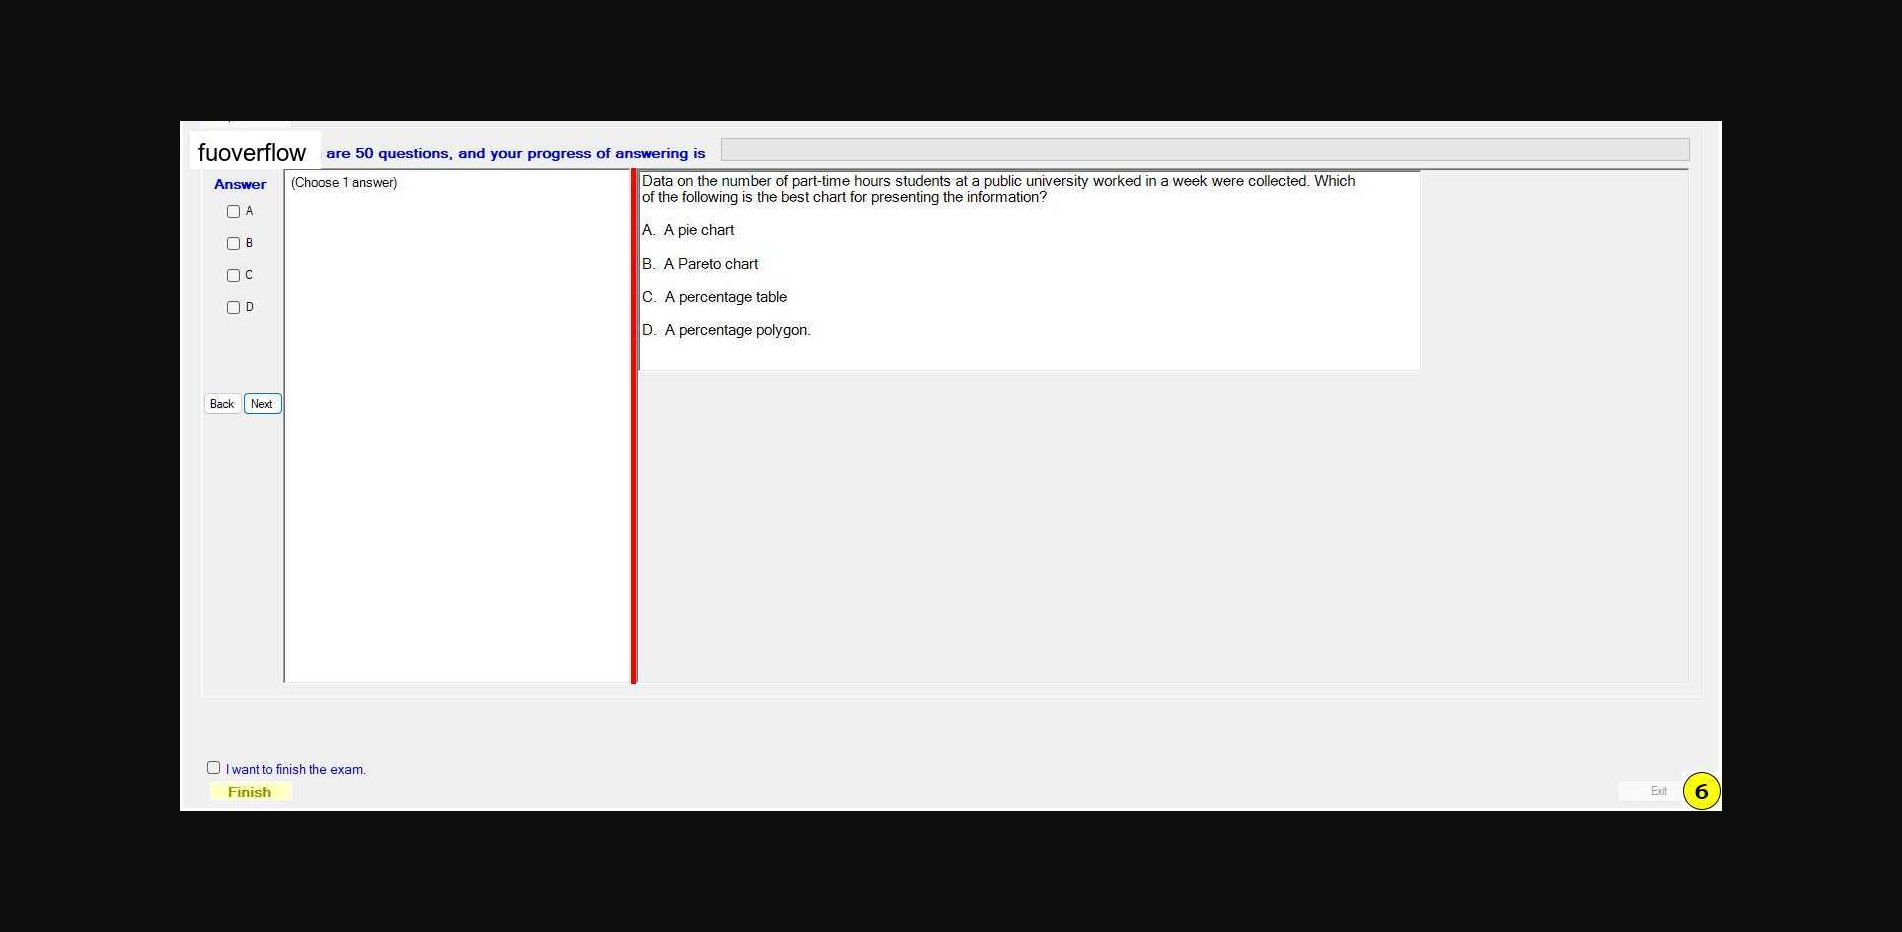 fuoverflow are 50 questions, and your progress of answering is
Answer
(Choose 1 answer)
A
B
C
D
Back Next
Data on the number of part-time hours students at a public university worked in a week were collected. Which
of the following is the best chart for presenting the information?
A. A pie chart
B. A Pareto chart
C. A percentage table
D. A percentage polygon.
I want to finish the exam.
Finish
Exit
6